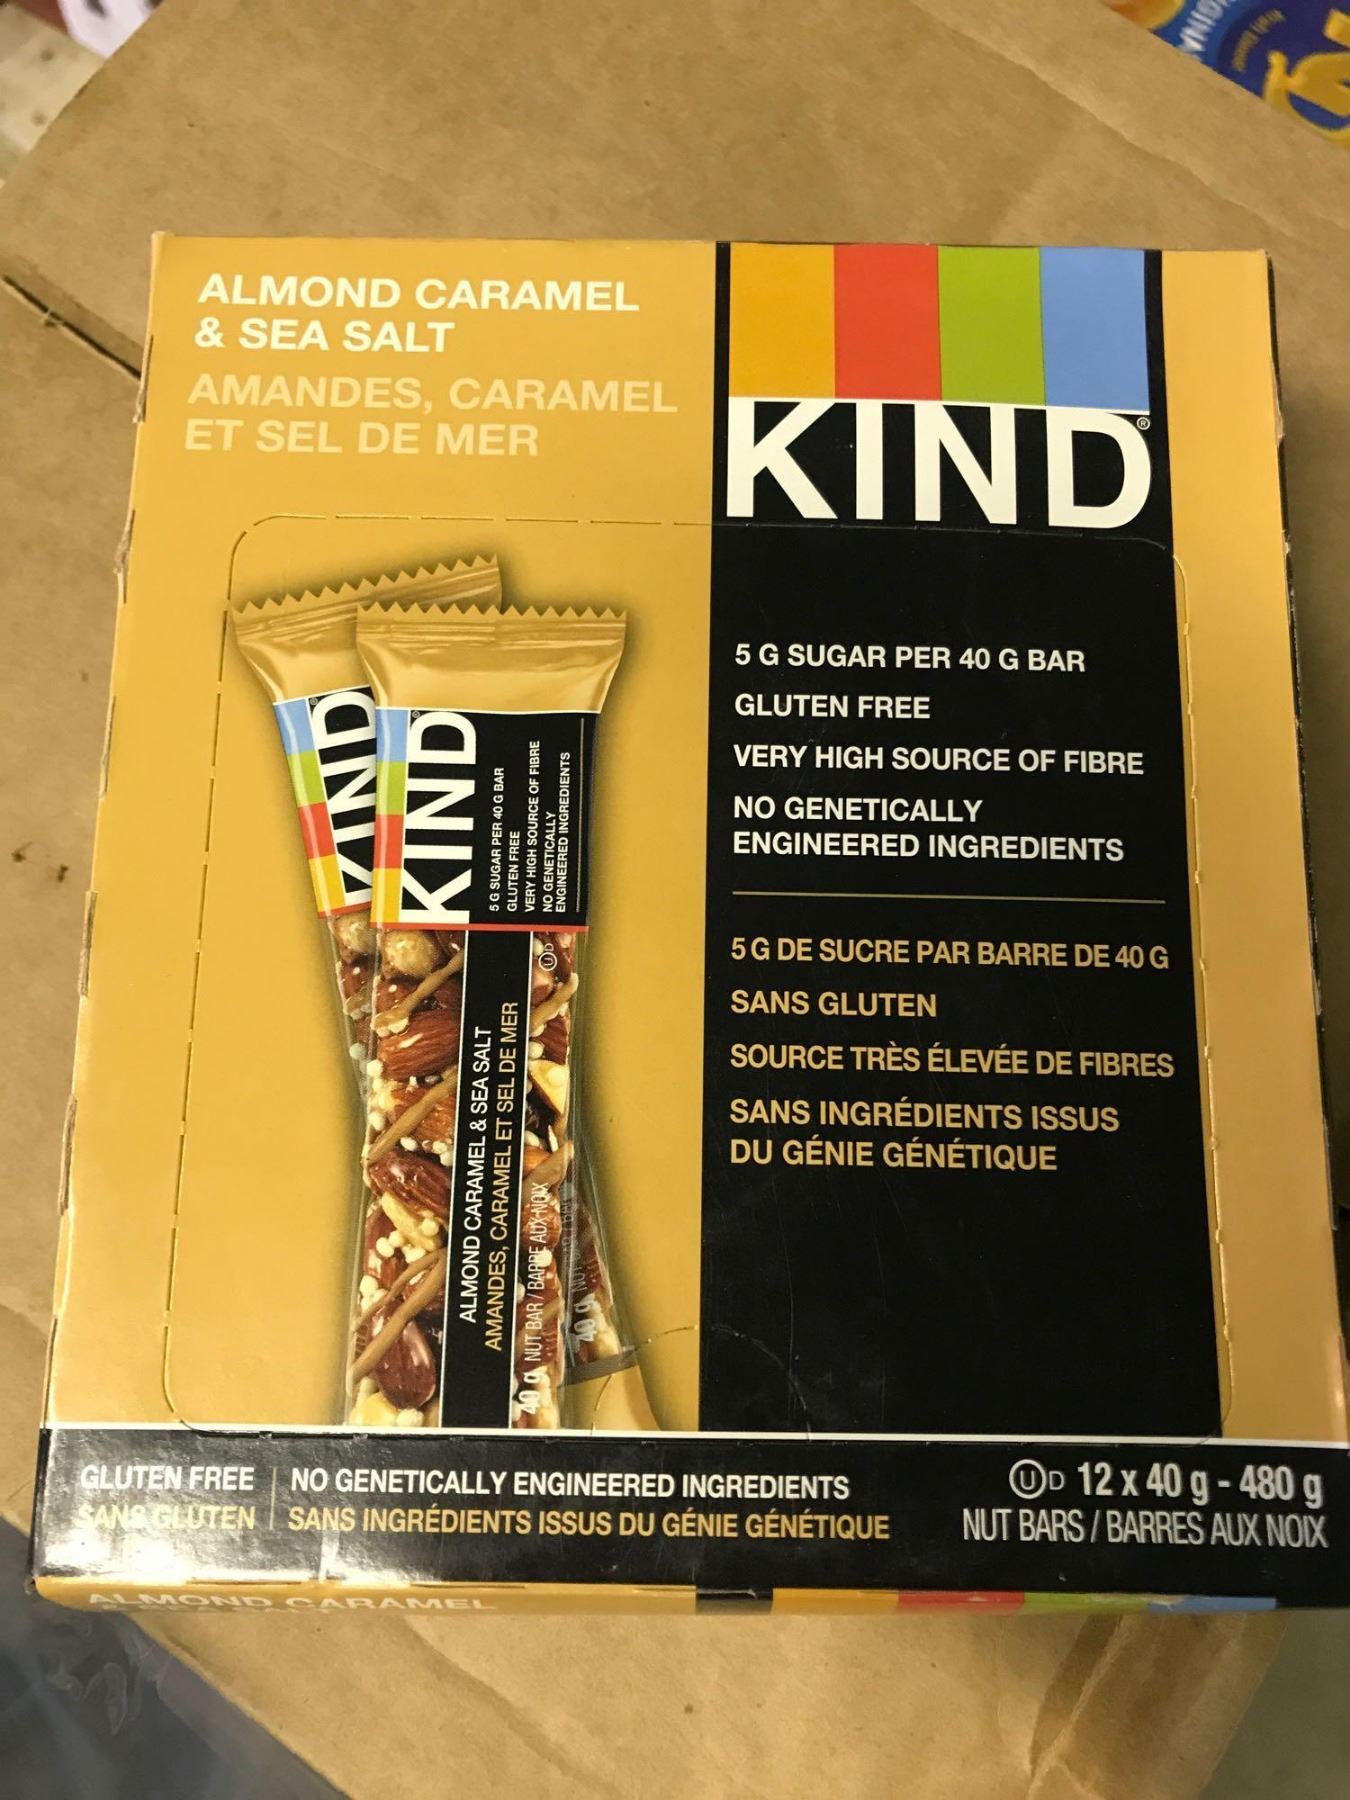 ALMOND CARAMEL
& SEA SALT
AMANDES, CARAMEL
ET SEL DE MER
KIND®
5 G SUGAR PER 40 G BAR
GLUTEN FREE
VERY HIGH SOURCE OF FIBRE
NO GENETICALLY
ENGINEERED INGREDIENTS
5 G DE SUCRE PAR BARRE DE 40 G
SANS GLUTEN
SOURCE TRÈS ÉLEVÉE DE FIBRES
SANS INGRÉDIENTS ISSUS
DU GÉNIE GÉNÉTIQUE
KIND
KIND
5 G SUGAR PER 40 G BAR
GLUTEN FREE
VERY HIGH SOURCE OF FIBRE
NO GENETICALLY
ENGINEERED INGREDIENTS
ALMOND CARAMEL & SEA SALT
AMANDES, CARAMEL ET SEL DE MER
ⓊD
40 g NUT BAR / BARRE AUX NOIX
40 g NUT BAR
GLUTEN FREE
SANS GLUTEN
NO GENETICALLY ENGINEERED INGREDIENTS
SANS INGRÉDIENTS ISSUS DU GÉNIE GÉNÉTIQUE
ⓊD 12 x 40 g - 480 g
NUT BARS / BARRES AUX NOIX
ALMOND CARAMEL